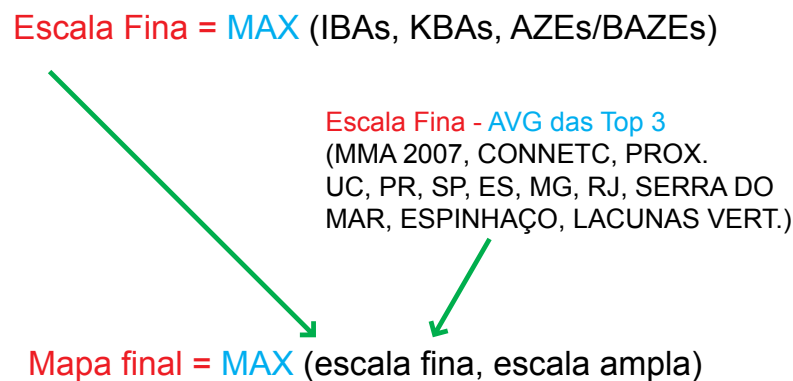 Escala Fina = MAX (IBAs, KBAs, AZEs/BAZEs)
Escala Fina - AVG das Top 3
(MMA 2007, CONNETC, PROX.
UC, PR, SP, ES, MG, RJ, SERRA DO
MAR, ESPINHAÇO, LACUNAS VERT.)
Mapa final = MAX (escala fina, escala ampla)